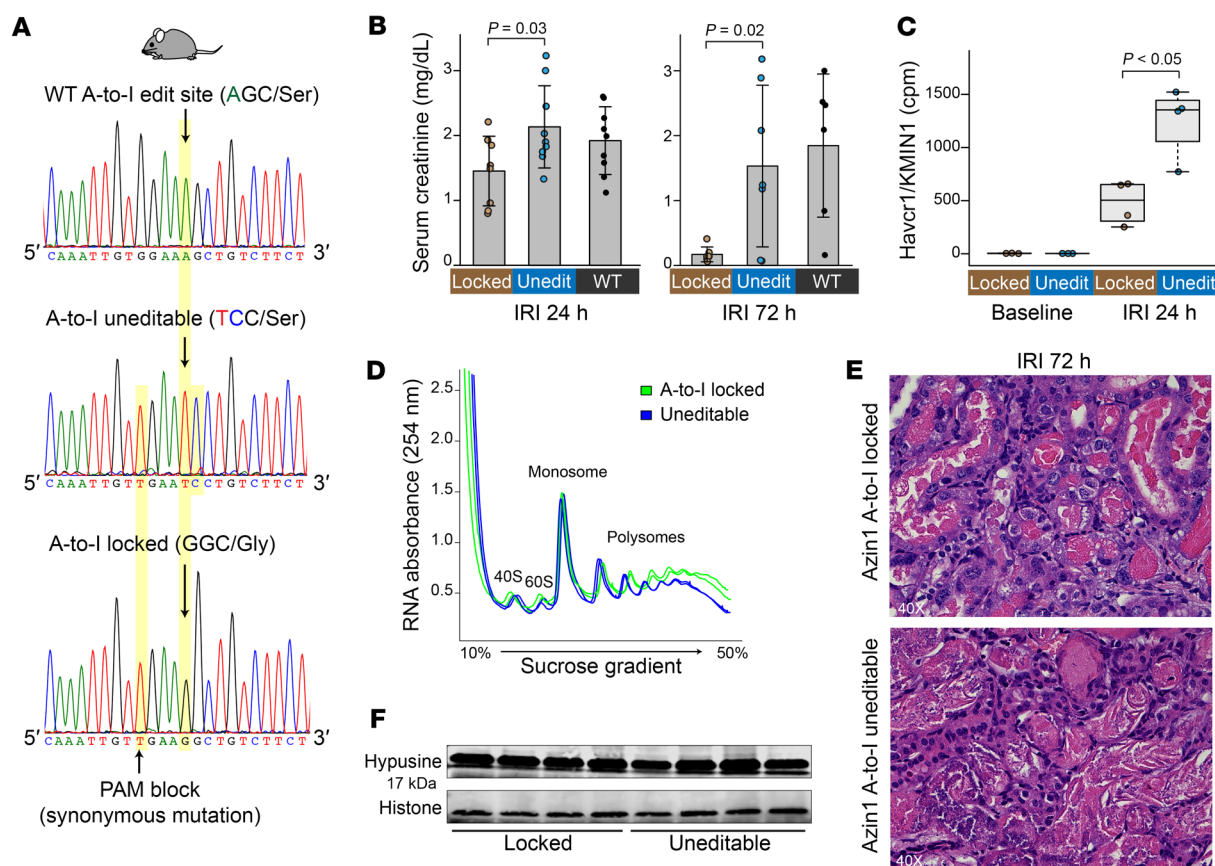 A
WT A-to-I edit site (AGC/Ser)
5′ 3′
CAAATTGTGGAAAGCTGTCTTCT
A-to-I uneditable (TCC/Ser)
5′ 3′
CAAATTGTTGAATCCTGTCTTCT
A-to-I locked (GGC/Gly)
5′ 3′
CAAATTGTTGAAGGCTGTCTTCT
PAM block
(synonymous mutation)
B
Serum creatinine (mg/dL)
P = 0.03
3
2
1
0
Locked Unedit WT
IRI 24 h
P = 0.02
3
2
1
0
Locked Unedit WT
IRI 72 h
C
Havcr1/KMIN1 (cpm)
P < 0.05
1500
1000
500
0
Locked Unedit Locked Unedit
Baseline IRI 24 h
D
RNA absorbance (254 nm)
2.5
2.0
1.5
1.0
0.5
A-to-I locked
Uneditable
Monosome
Polysomes
40S 60S
10% 50%
Sucrose gradient
E
IRI 72 h
Azin1 A-to-I locked
40X
Azin1 A-to-I uneditable
40X
F
Hypusine
17 kDa
Histone
Locked Uneditable